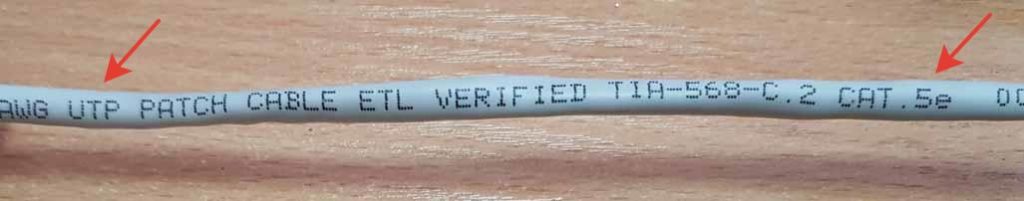 AWG UTP PATCH CABLE ETL VERIFIED TIA-568-C.2 CAT.5e